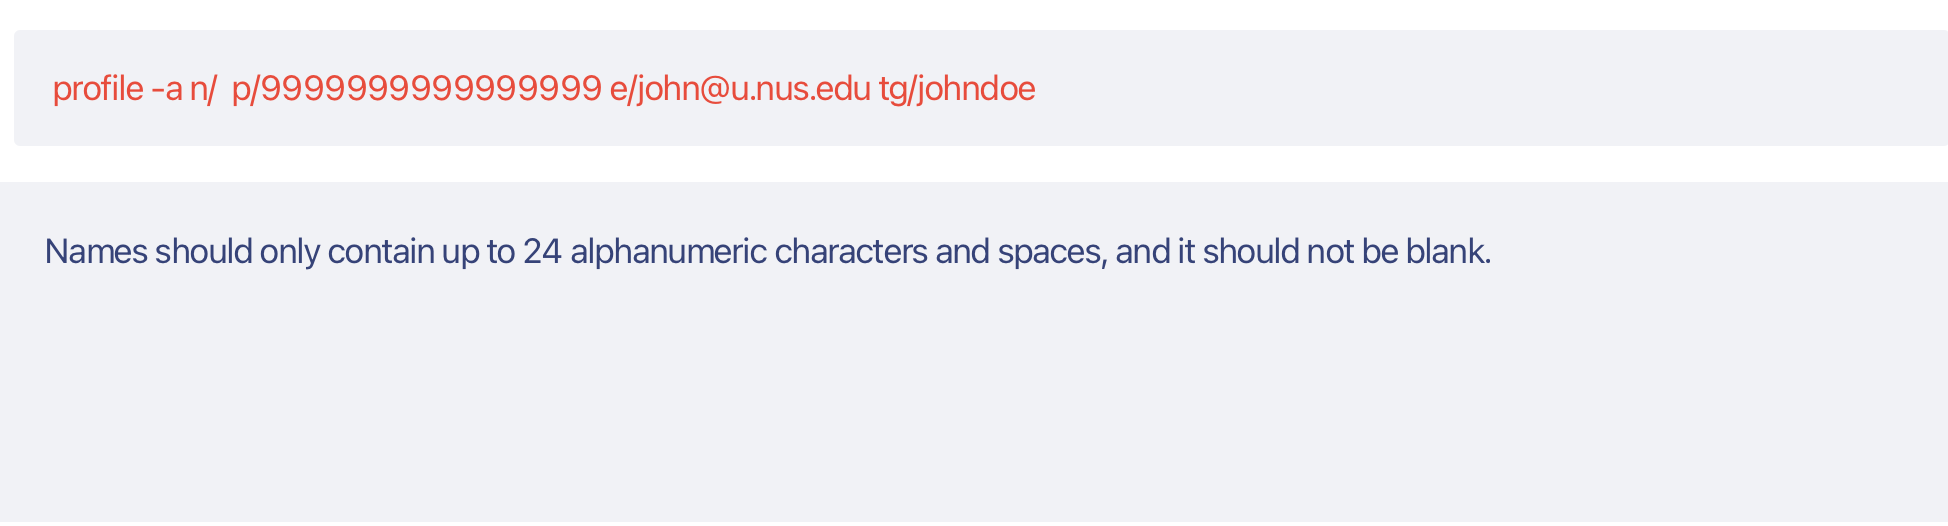 profile -a n/  p/9999999999999999 e/john@u.nus.edu tg/johndoe
Names should only contain up to 24 alphanumeric characters and spaces, and it should not be blank.